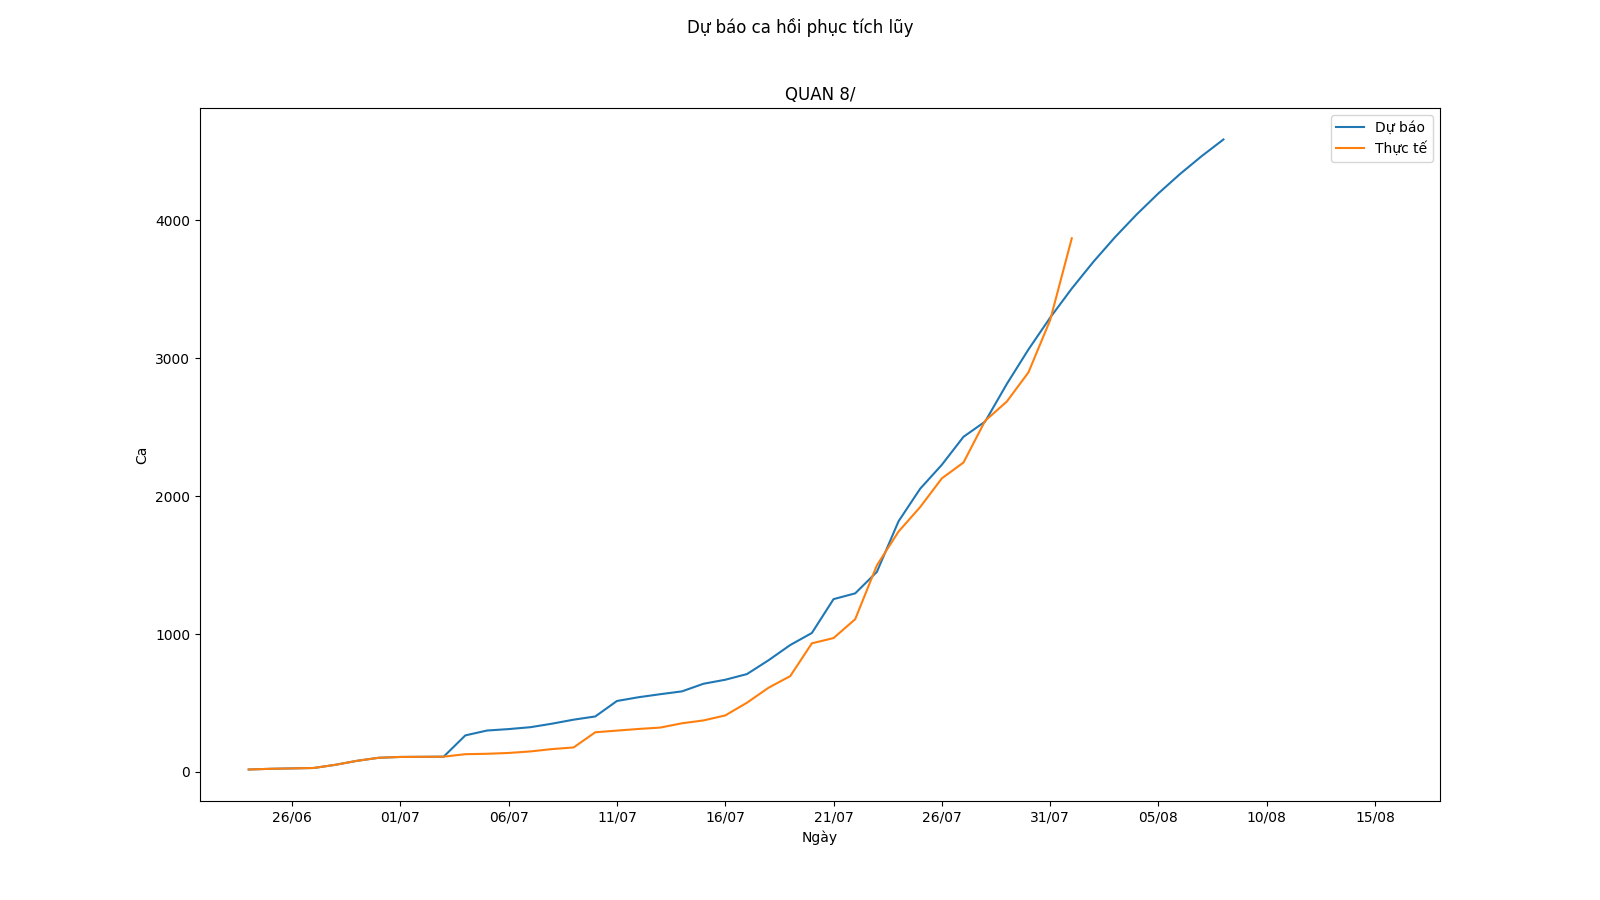 Dự báo ca hồi phục tích lũy
QUAN 8/
Dự báo
Thực tế
4000
3000
2000
1000
0
Ca
26/06 01/07 06/07 11/07 16/07 21/07 26/07 31/07 05/08 10/08 15/08
Ngày